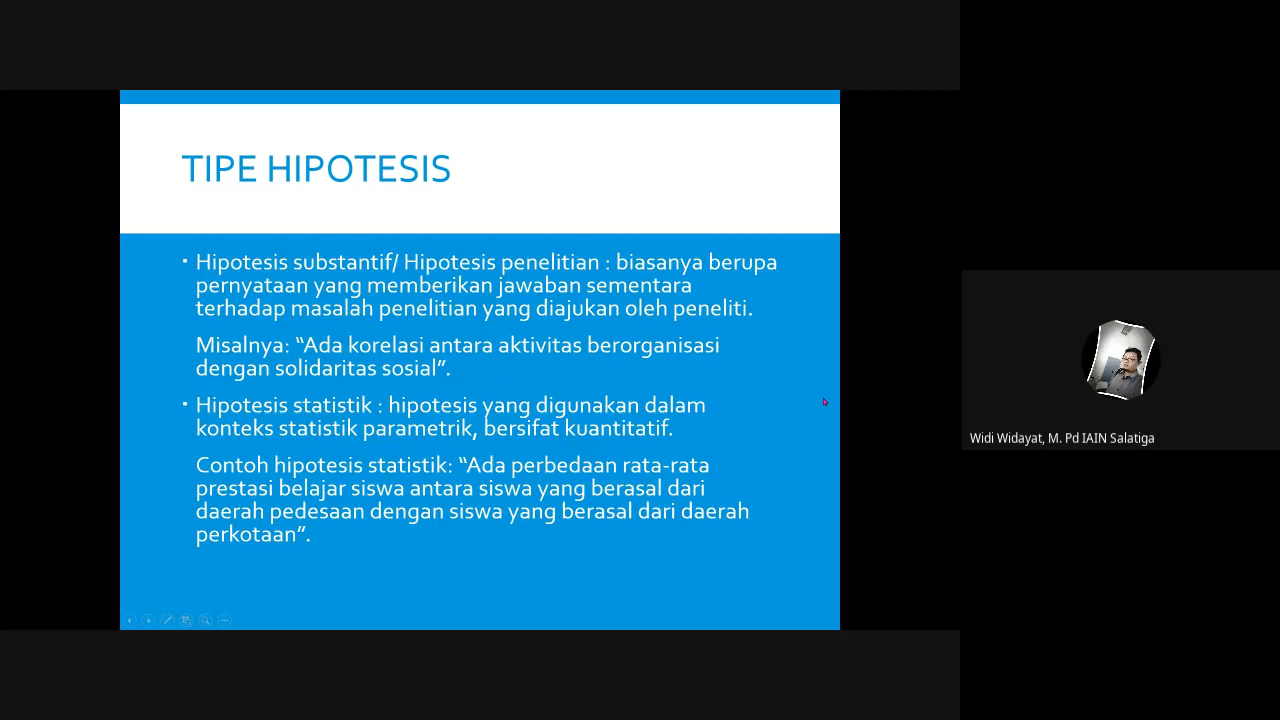 TIPE HIPOTESIS
▪ Hipotesis substantif/ Hipotesis penelitian : biasanya berupa
pernyataan yang memberikan jawaban sementara
terhadap masalah penelitian yang diajukan oleh peneliti.
Misalnya: “Ada korelasi antara aktivitas berorganisasi
dengan solidaritas sosial”.
▪ Hipotesis statistik : hipotesis yang digunakan dalam
konteks statistik parametrik, bersifat kuantitatif.
Contoh hipotesis statistik: “Ada perbedaan rata-rata
prestasi belajar siswa antara siswa yang berasal dari
daerah pedesaan dengan siswa yang berasal dari daerah
perkotaan”.
Widi Widayat, M. Pd IAIN Salatiga